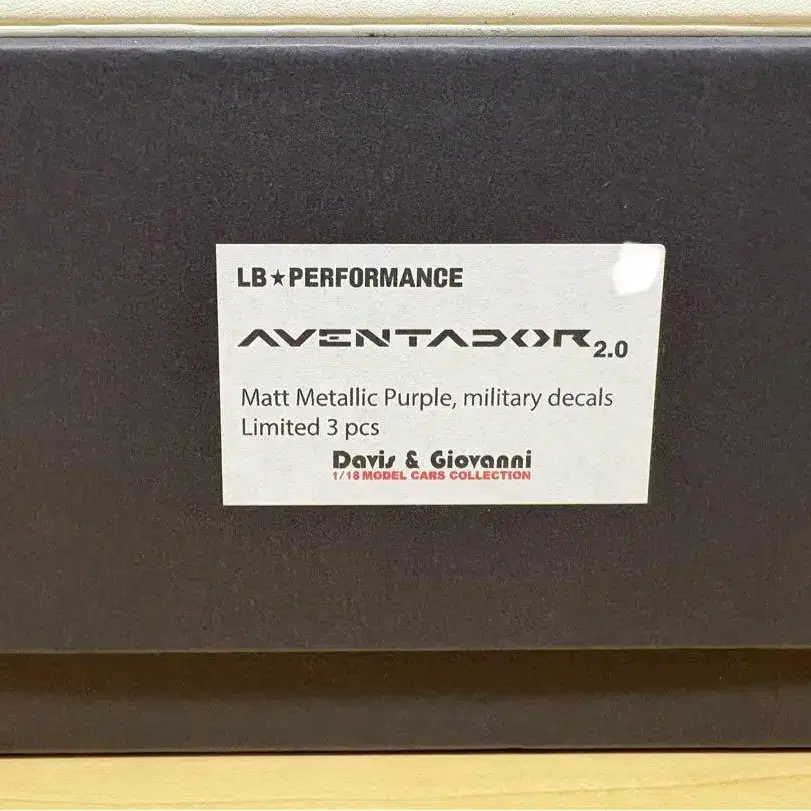 LB★PERFORMANCE
AVENTADOR 2.0
Matt Metallic Purple, military decals
Limited 3 pcs
Davis & Giovanni
1/18 MODEL CARS COLLECTION